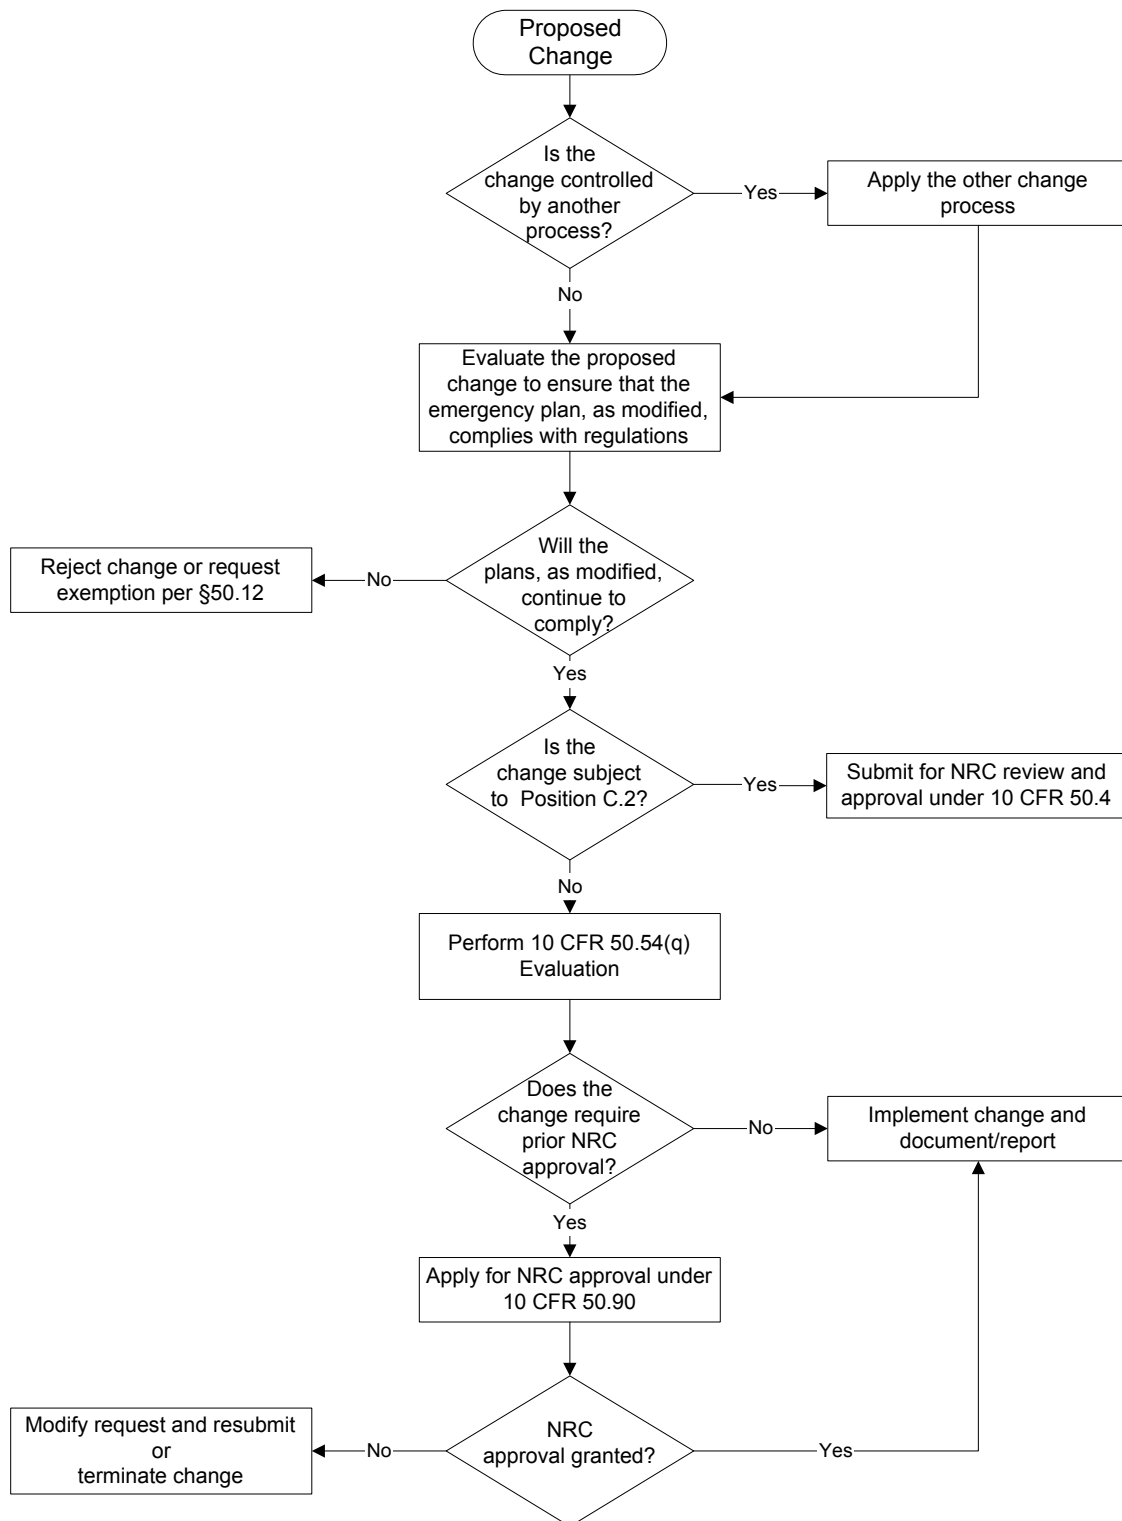 Proposed
Change
Is the
change controlled
by another
process?
Yes
Apply the other change
process
No
Evaluate the proposed
change to ensure that the
emergency plan, as modified,
complies with regulations
Will the
plans, as modified,
continue to
comply?
No
Reject change or request
exemption per §50.12
Yes
Is the
change subject
to Position C.2?
Yes
Submit for NRC review and
approval under 10 CFR 50.4
No
Perform 10 CFR 50.54(q)
Evaluation
Does the
change require
prior NRC
approval?
No
Implement change and
document/report
Yes
Apply for NRC approval under
10 CFR 50.90
NRC
approval granted?
No
Modify request and resubmit
or
terminate change
Yes